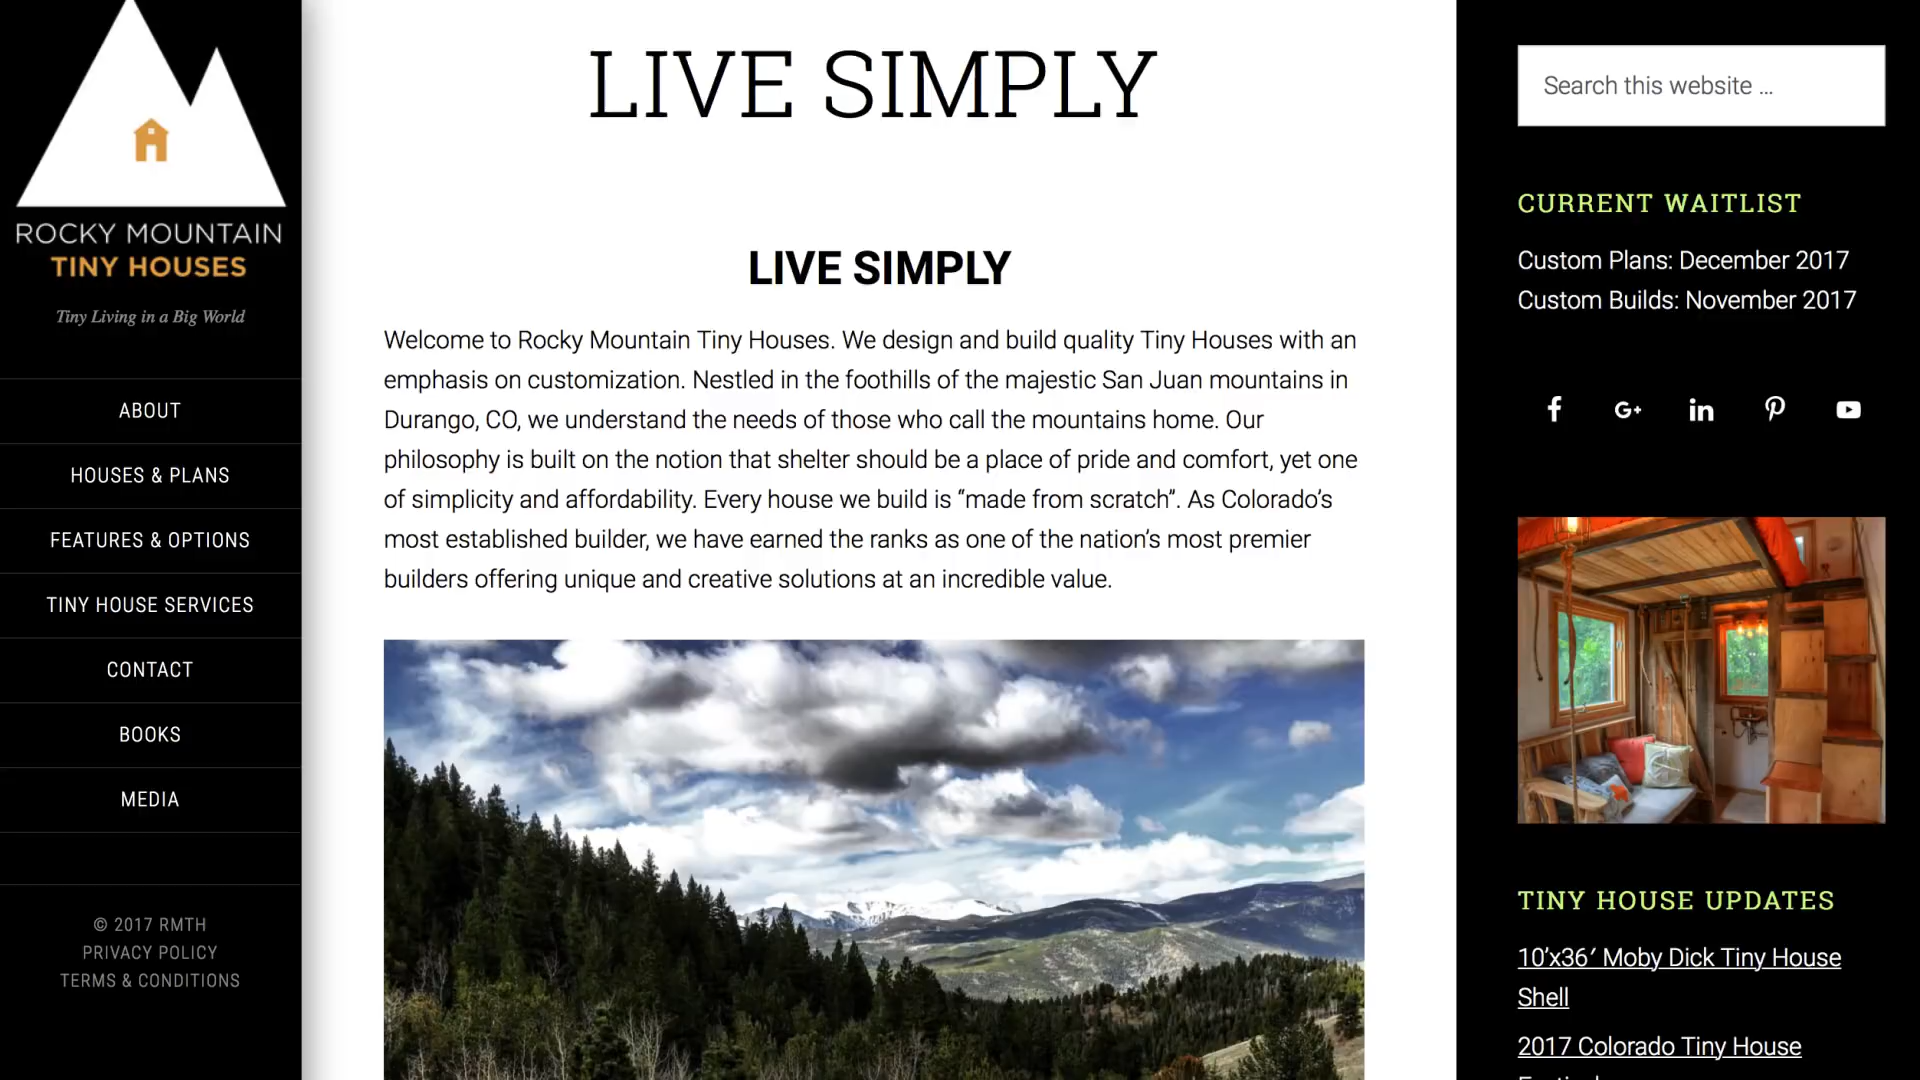 ROCKY MOUNTAIN
TINY HOUSES
Tiny Living in a Big World
ABOUT
HOUSES & PLANS
FEATURES & OPTIONS
TINY HOUSE SERVICES
CONTACT
BOOKS
MEDIA
© 2017 RMTH
PRIVACY POLICY
TERMS & CONDITIONS
LIVE SIMPLY
LIVE SIMPLY
Welcome to Rocky Mountain Tiny Houses. We design and build quality Tiny Houses with an
emphasis on customization. Nestled in the foothills of the majestic San Juan mountains in
Durango, CO, we understand the needs of those who call the mountains home. Our
philosophy is built on the notion that shelter should be a place of pride and comfort, yet one
of simplicity and affordability. Every house we build is “made from scratch”. As Colorado’s
most established builder, we have earned the ranks as one of the nation’s most premier
builders offering unique and creative solutions at an incredible value.
Search this website ...
CURRENT WAITLIST
Custom Plans: December 2017
Custom Builds: November 2017
TINY HOUSE UPDATES
10’x36′ Moby Dick Tiny House
Shell
2017 Colorado Tiny House